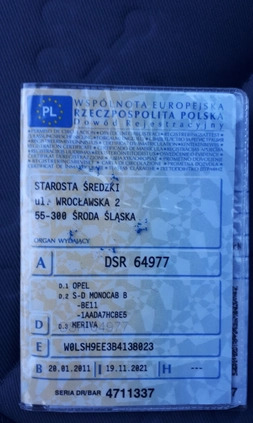 PL
WSPÓLNOTA EUROPEJSKA
RZECZPOSPOLITA POLSKA
Dowód Rejestracyjny
STAROSTA ŚREDZKI
ul. WROCŁAWSKA 2
55-300 ŚRODA ŚLĄSKA
ORGAN WYDAJĄCY
A DSR 64977
D.1 OPEL
D.2 S-D MONOCAB B
-BE11
-1AADA7HCBE5
D D.3 MERIVA
E W0LSH9EE3B4138023
B 20.01.2011 I 19.11.2021 H ---
SERIA DR/BAR 4711337